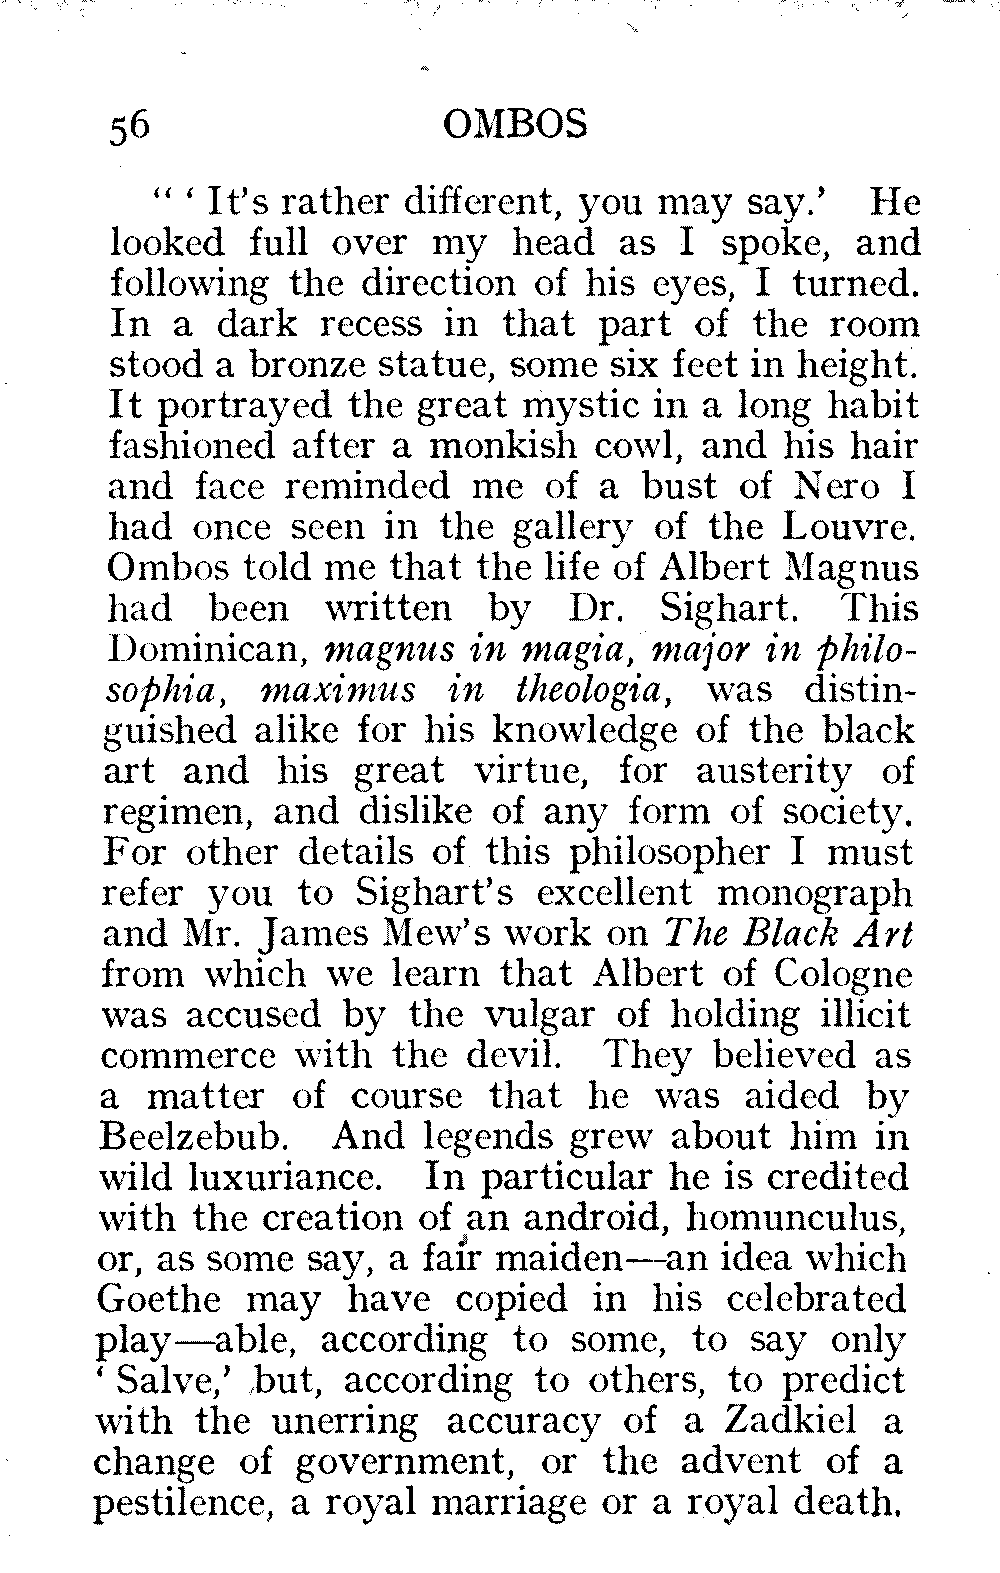 56 OMBOS
" ' It's rather different, you may say.' He
looked full over my head as I spoke, and
following the direction of his eyes, I turned.
In a dark recess in that part of the room
stood a bronze statue, some six feet in height.
It portrayed the great mystic in a long habit
fashioned after a monkish cowl, and his hair
and face reminded me of a bust of Nero I
had once seen in the gallery of the Louvre.
Ombos told me that the life of Albert Magnus
had been written by Dr. Sighart. This
Dominican, magnus in magia, major in philo-
sophia, maximus in theologia, was distin-
guished alike for his knowledge of the black
art and his great virtue, for austerity of
regimen, and dislike of any form of society.
For other details of this philosopher I must
refer you to Sighart's excellent monograph
and Mr. James Mew's work on The Black Art
from which we learn that Albert of Cologne
was accused by the vulgar of holding illicit
commerce with the devil. They believed as
a matter of course that he was aided by
Beelzebub. And legends grew about him in
wild luxuriance. In particular he is credited
with the creation of an android, homunculus,
or, as some say, a fair maiden—an idea which
Goethe may have copied in his celebrated
play—able, according to some, to say only
' Salve,' but, according to others, to predict
with the unerring accuracy of a Zadkiel a
change of government, or the advent of a
pestilence, a royal marriage or a royal death.